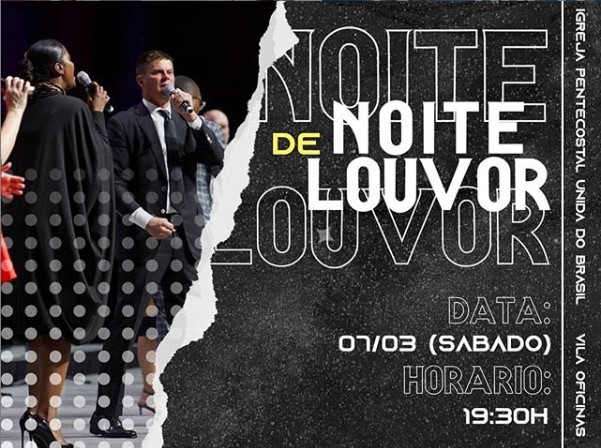 NOITE
DE NOITE
LOUVOR
LOUVOR
DATA:
07/03 (SABADO)
HORARIO:
19:30H
IGREJA PENTECOSTAL UNIDA DO BRASIL VILA OFICINAS